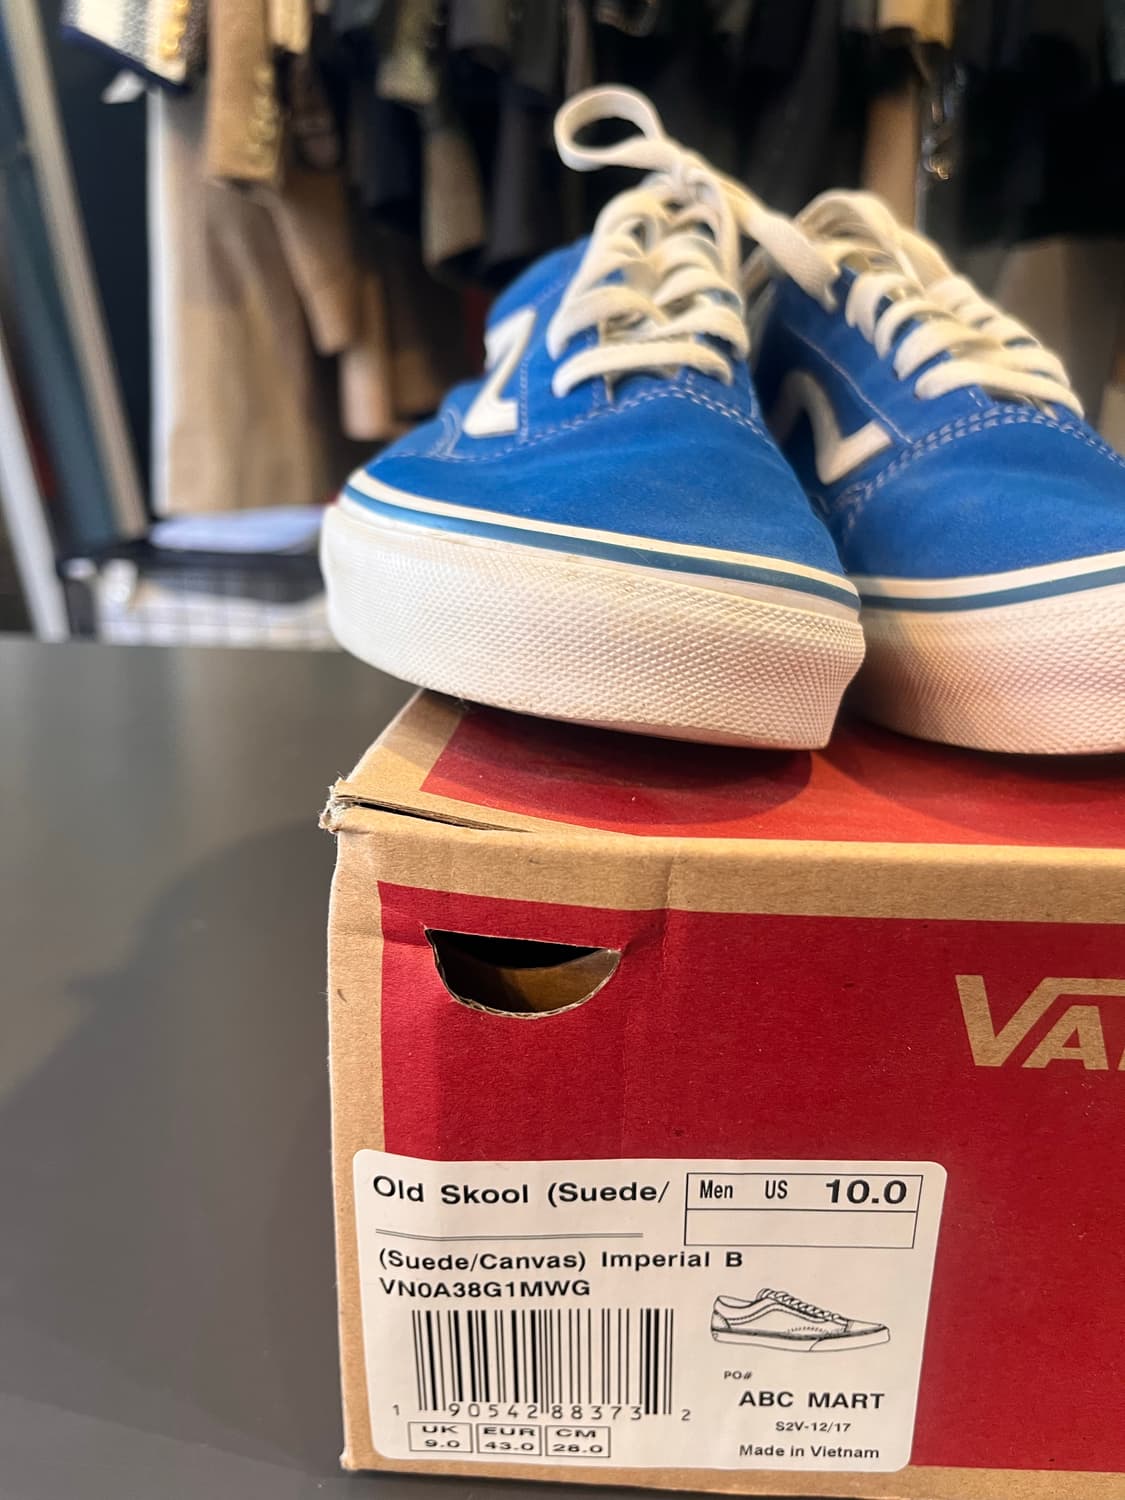 VA
Old Skool (Suede/
Men US 10.0
(Suede/Canvas) Imperial B
VN0A38G1MWG
1 90542 88373 2
PO#
ABC MART
S2V-12/17
Made in Vietnam
UK EUR CM
9.0 43.0 28.0